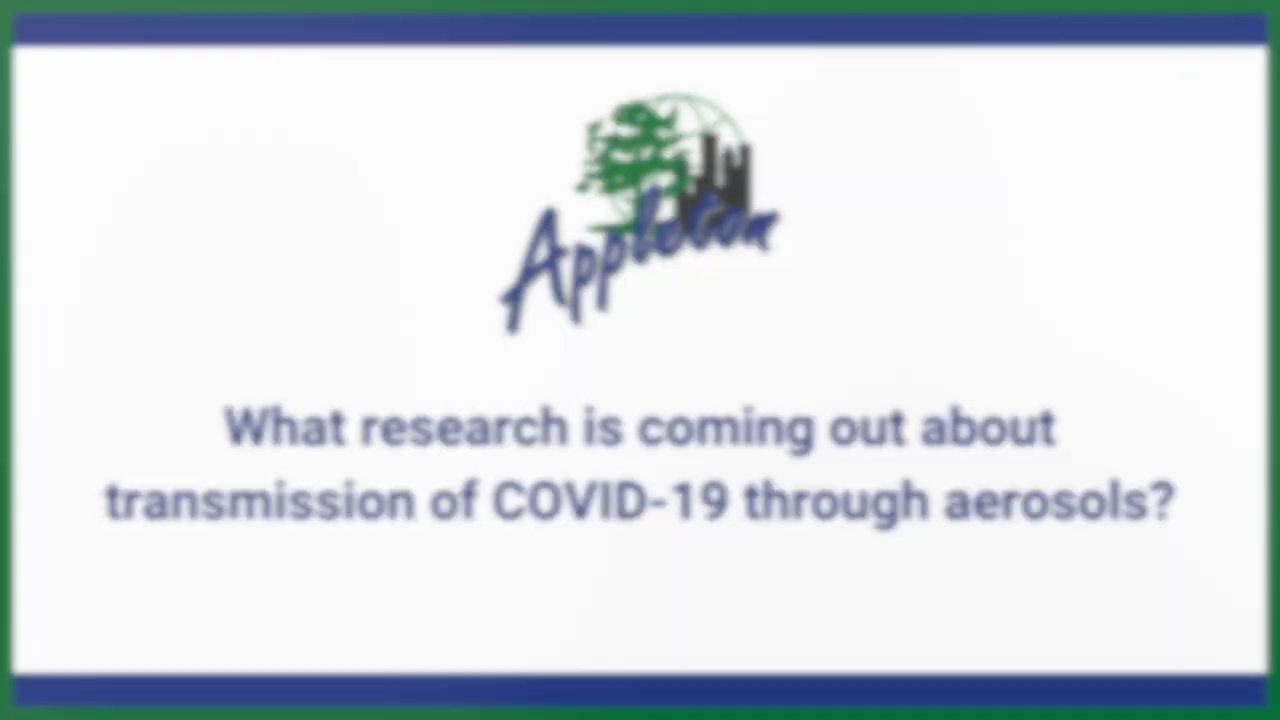 Appleton
What research is coming out about
transmission of COVID-19 through aerosols?